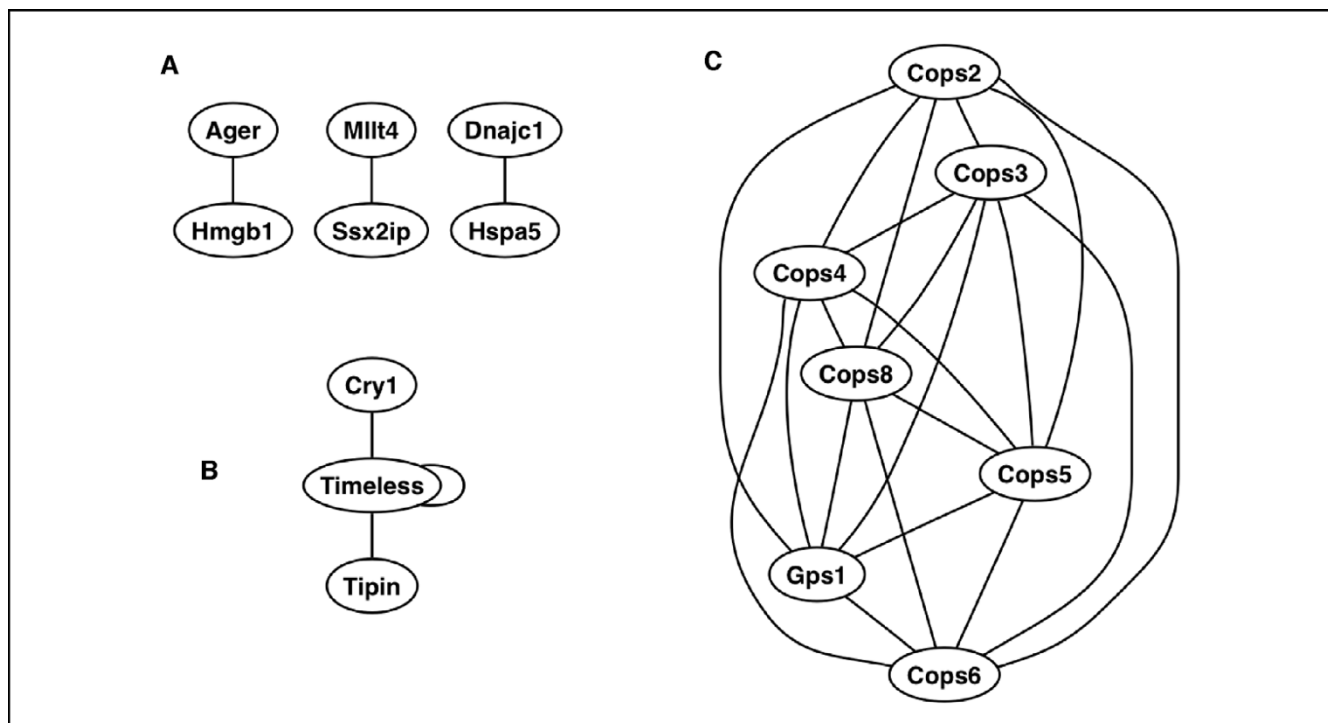 A
Ager
Mllt4
Dnajc1
Hmgb1
Ssx2ip
Hspa5
B
Cry1
Timeless
Tipin
C
Cops2
Cops3
Cops4
Cops8
Cops5
Gps1
Cops6